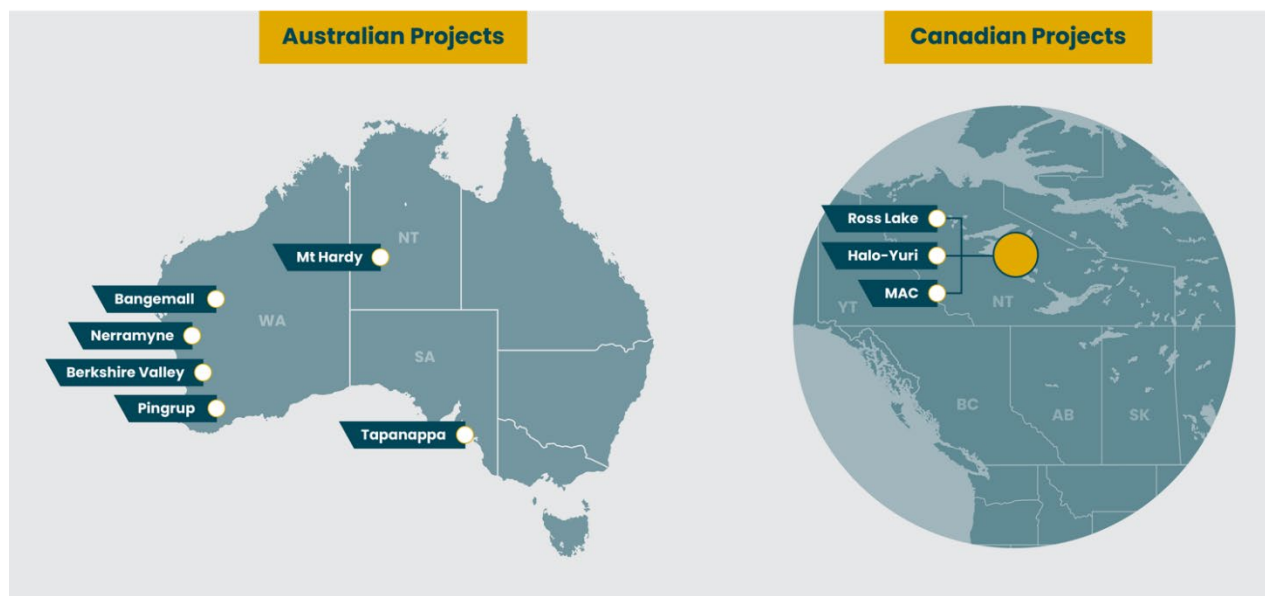 Australian Projects
Canadian Projects
NT
Mt Hardy
Bangemall
WA
Nerramyne
SA
Berkshire Valley
Pingrup
Tapanappa
Ross Lake
Halo-Yuri
MAC
YT
NT
BC
AB
SK